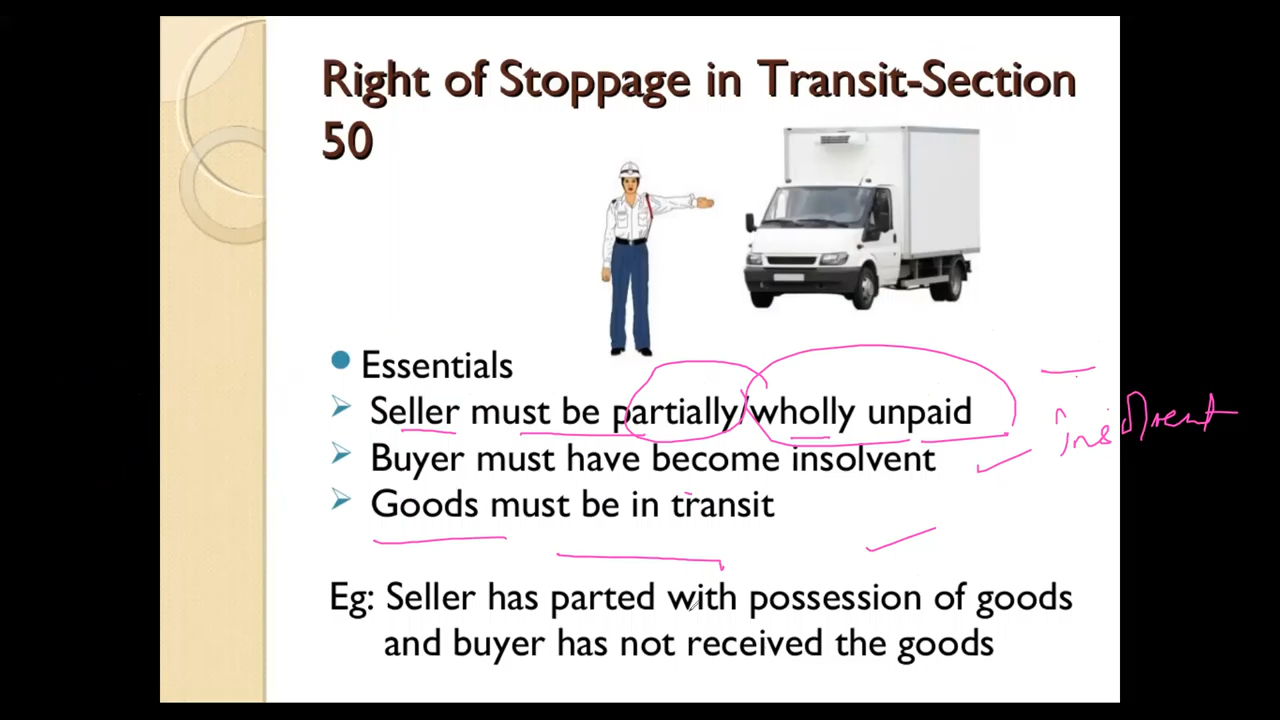 Right of Stoppage in Transit-Section
50
Essentials
Seller must be partially/wholly unpaid
insolvent
Buyer must have become insolvent
Goods must be in transit
Eg: Seller has parted with possession of goods
and buyer has not received the goods